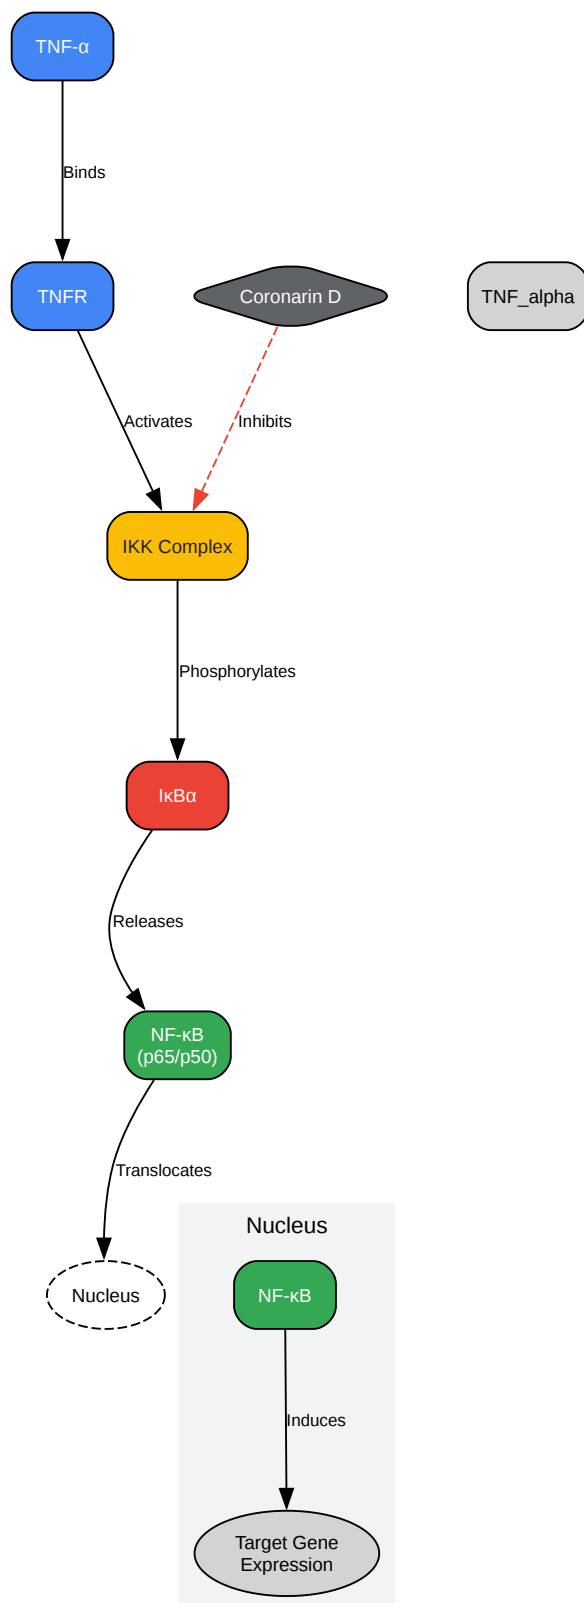 TNF-α
Binds
TNFR
Coronarin D
TNF_alpha
Activates
Inhibits
IKK Complex
Phosphorylates
IκBα
Releases
NF-κB
(p65/p50)
Translocates
Nucleus
Nucleus
NF-κB
Induces
Target Gene
Expression